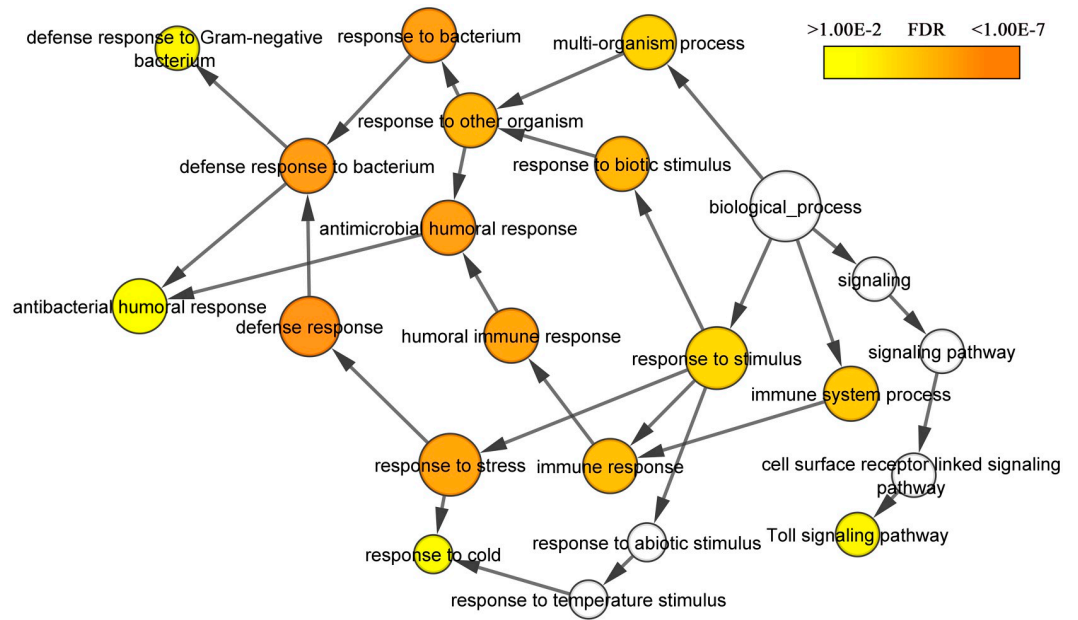 >1.00E-2 FDR <1.00E-7
defense response to Gram-negative
bacterium
response to bacterium
multi-organism process
response to other organism
defense response to bacterium
response to biotic stimulus
biological_process
antimicrobial humoral response
signaling
antibacterial humoral response
defense response
humoral immune response
response to stimulus
signaling pathway
immune system process
response to stress
immune response
cell surface receptor linked signaling
pathway
Toll signaling pathway
response to cold
response to abiotic stimulus
response to temperature stimulus